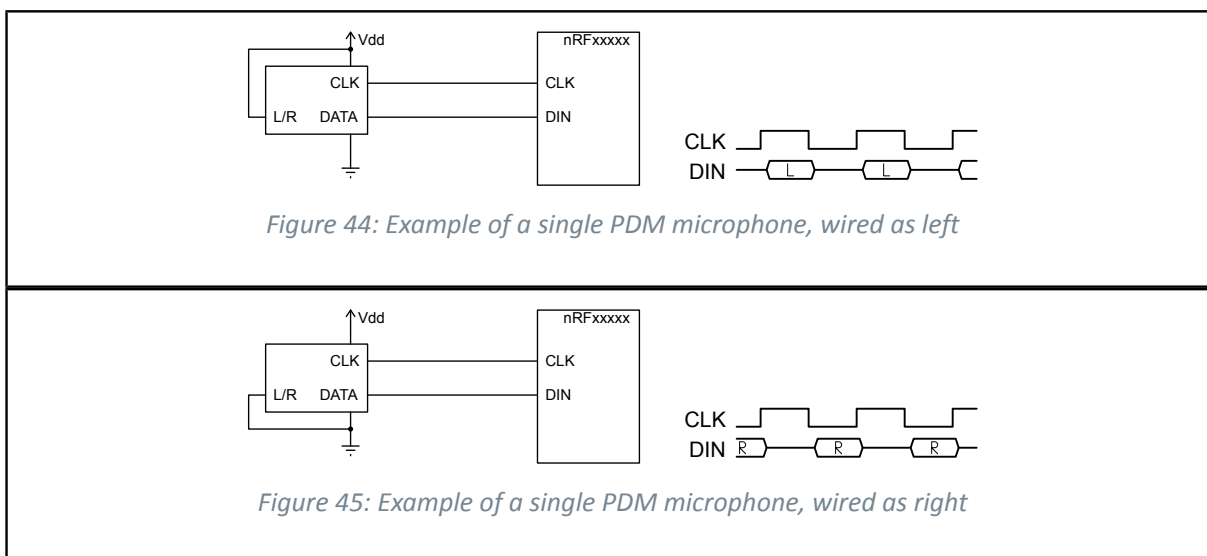 Vdd
nRFxxxxx
CLK
CLK
L/R DATA
DIN
CLK
DIN L L
Figure 44: Example of a single PDM microphone, wired as left
Vdd
nRFxxxxx
CLK
CLK
L/R DATA
DIN
CLK
DIN R R R
Figure 45: Example of a single PDM microphone, wired as right